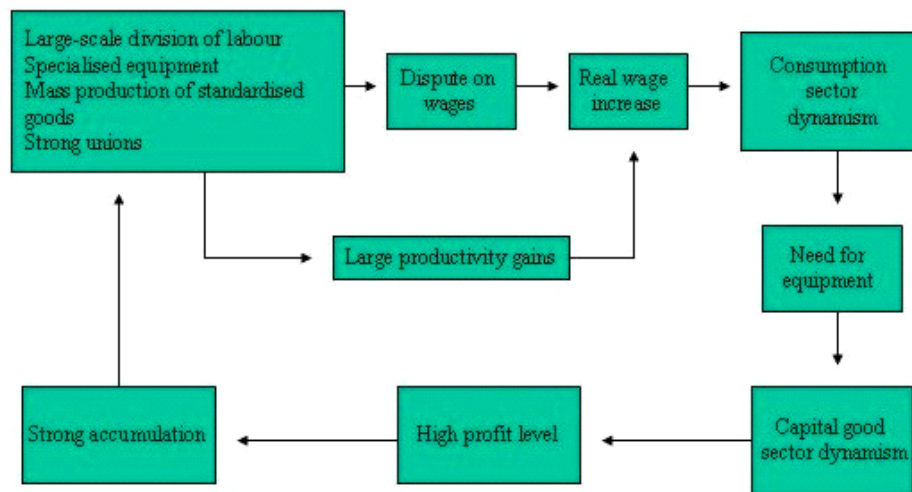 Large-scale division of labour
Specialised equipment
Mass production of standardised
goods
Strong unions
Dispute on
wages
Real wage
increase
Consumption
sector
dynamism
Large productivity gains
Need for
equipment
Strong accumulation
High profit level
Capital good
sector dynamism